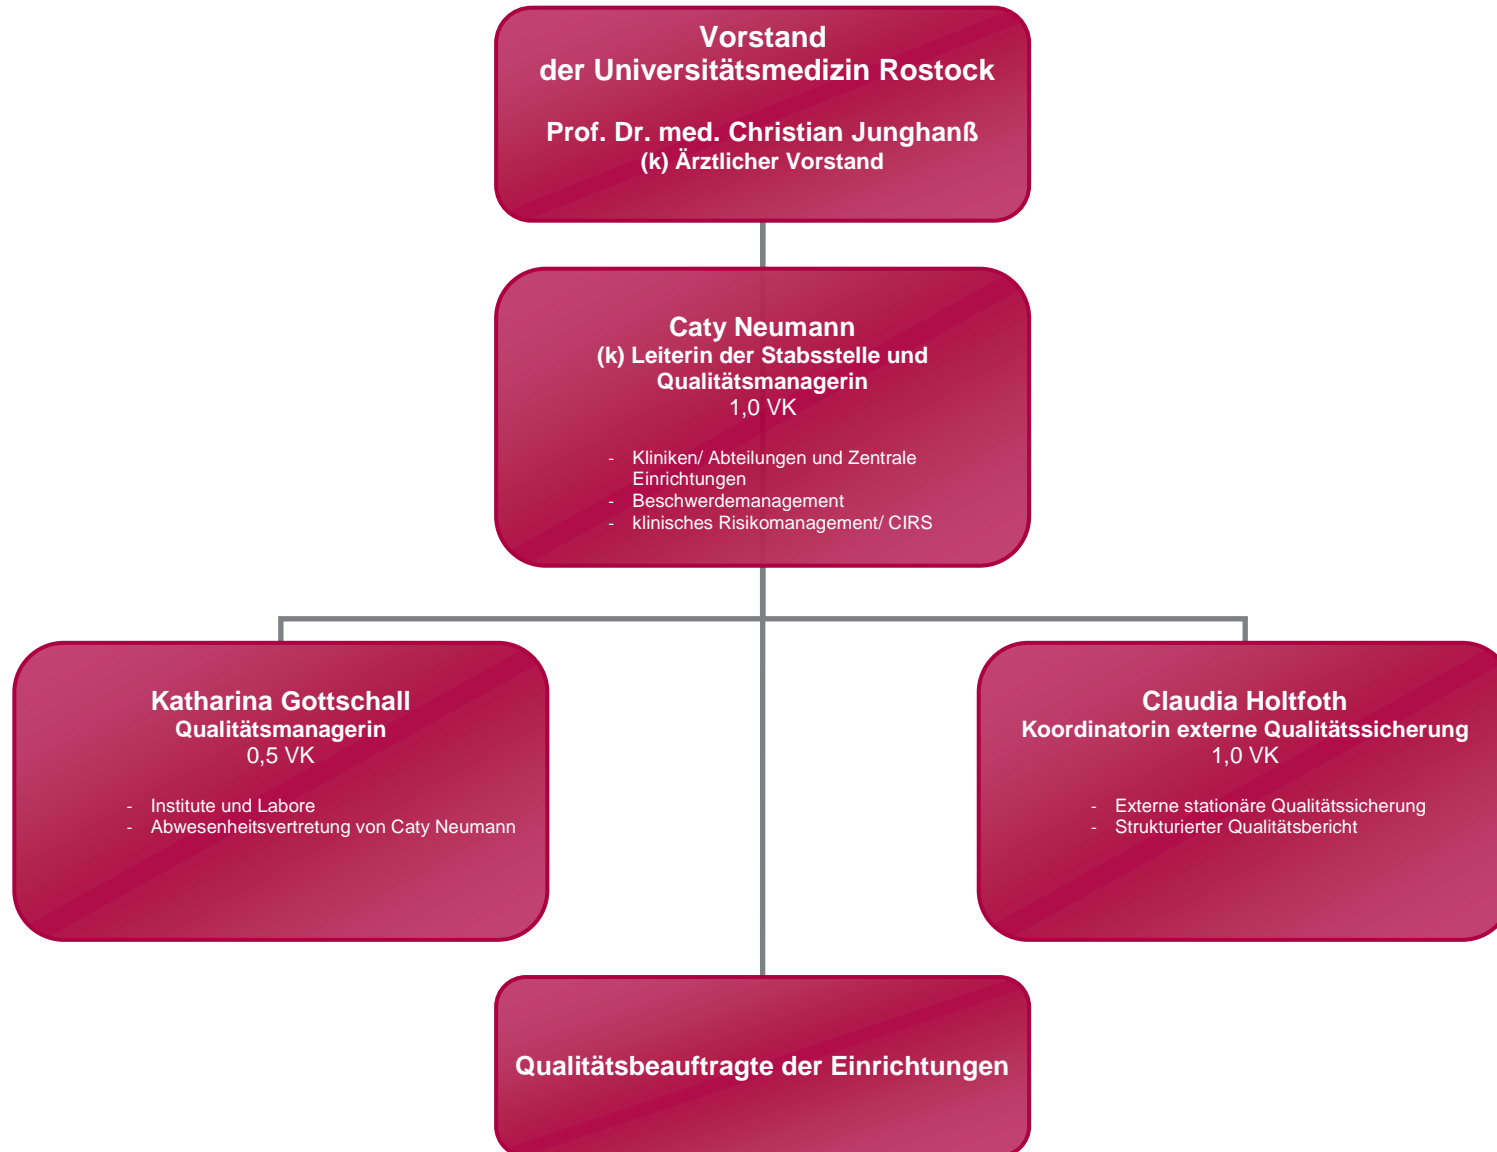 Vorstand
der Universitätsmedizin Rostock
Prof. Dr. med. Christian Junghanß
(k) Ärztlicher Vorstand
Caty Neumann
(k) Leiterin der Stabsstelle und
Qualitätsmanagerin
1,0 VK
- Kliniken/ Abteilungen und Zentrale
Einrichtungen
- Beschwerdemanagement
- klinisches Risikomanagement/ CIRS
Katharina Gottschall
Qualitätsmanagerin
0,5 VK
- Institute und Labore
- Abwesenheitsvertretung von Caty Neumann
Claudia Holtfoth
Koordinatorin externe Qualitätssicherung
1,0 VK
- Externe stationäre Qualitätssicherung
- Strukturierter Qualitätsbericht
Qualitätsbeauftragte der Einrichtungen